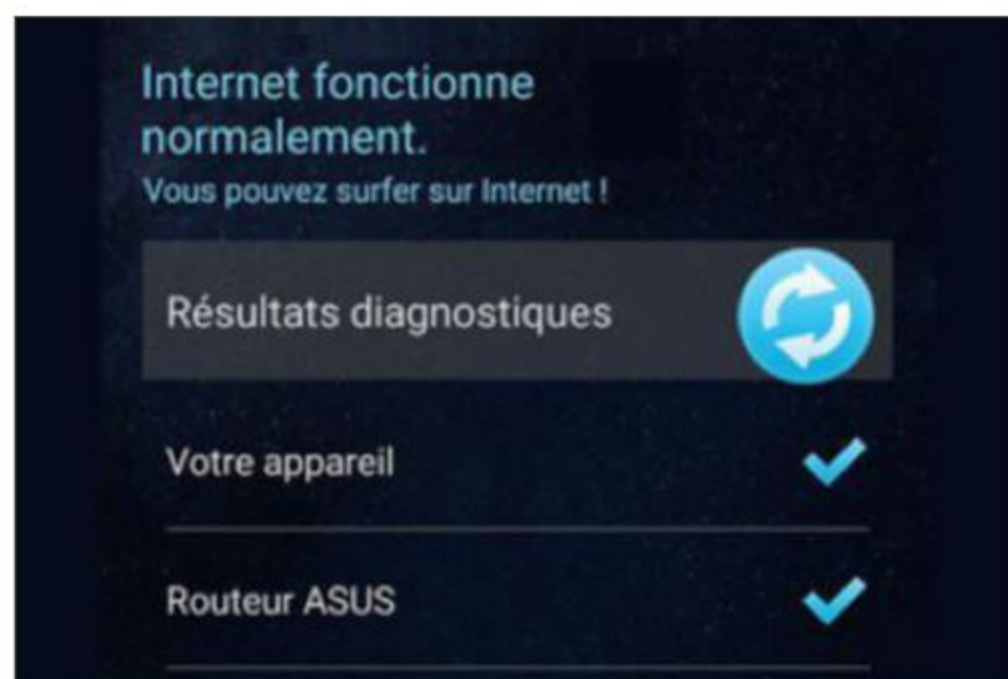 Internet fonctionne
normalement.
Vous pouvez surfer sur Internet !
Résultats diagnostiques
Votre appareil
Routeur ASUS